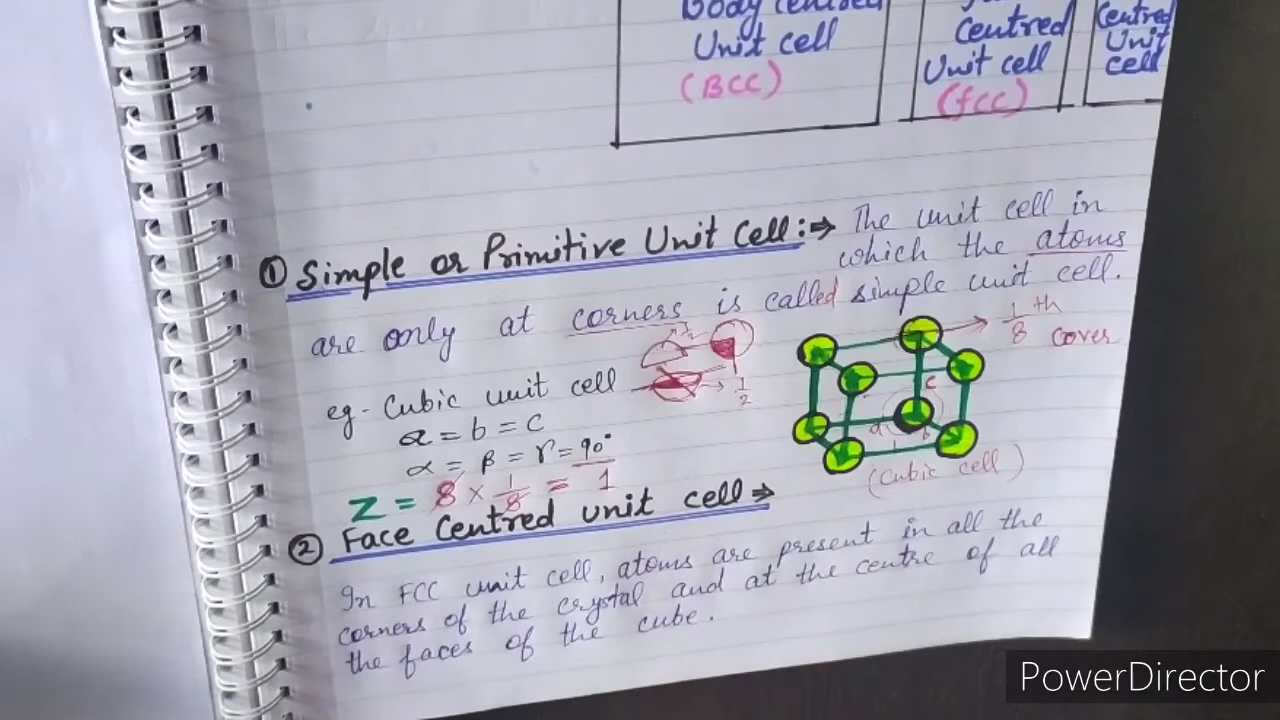 Body centred
Unit cell
(BCC)
centred
Unit cell
(fcc)
Centred
Unit
cell
① Simple or Primitive Unit Cell:⇒ The unit cell in
which the atoms
are only at corners is called simple unit cell.
eg - Cubic unit cell
a = b = c
α = β = γ = 90°
Z = 8 × 1/8 = 1
1/2
1/2
1/8 th
cover
c
a
b
(Cubic cell)
② Face Centred unit cell ⇒
In FCC unit cell, atoms are present in all the
corners of the crystal and at the centre of all
the faces of the cube.
PowerDirector